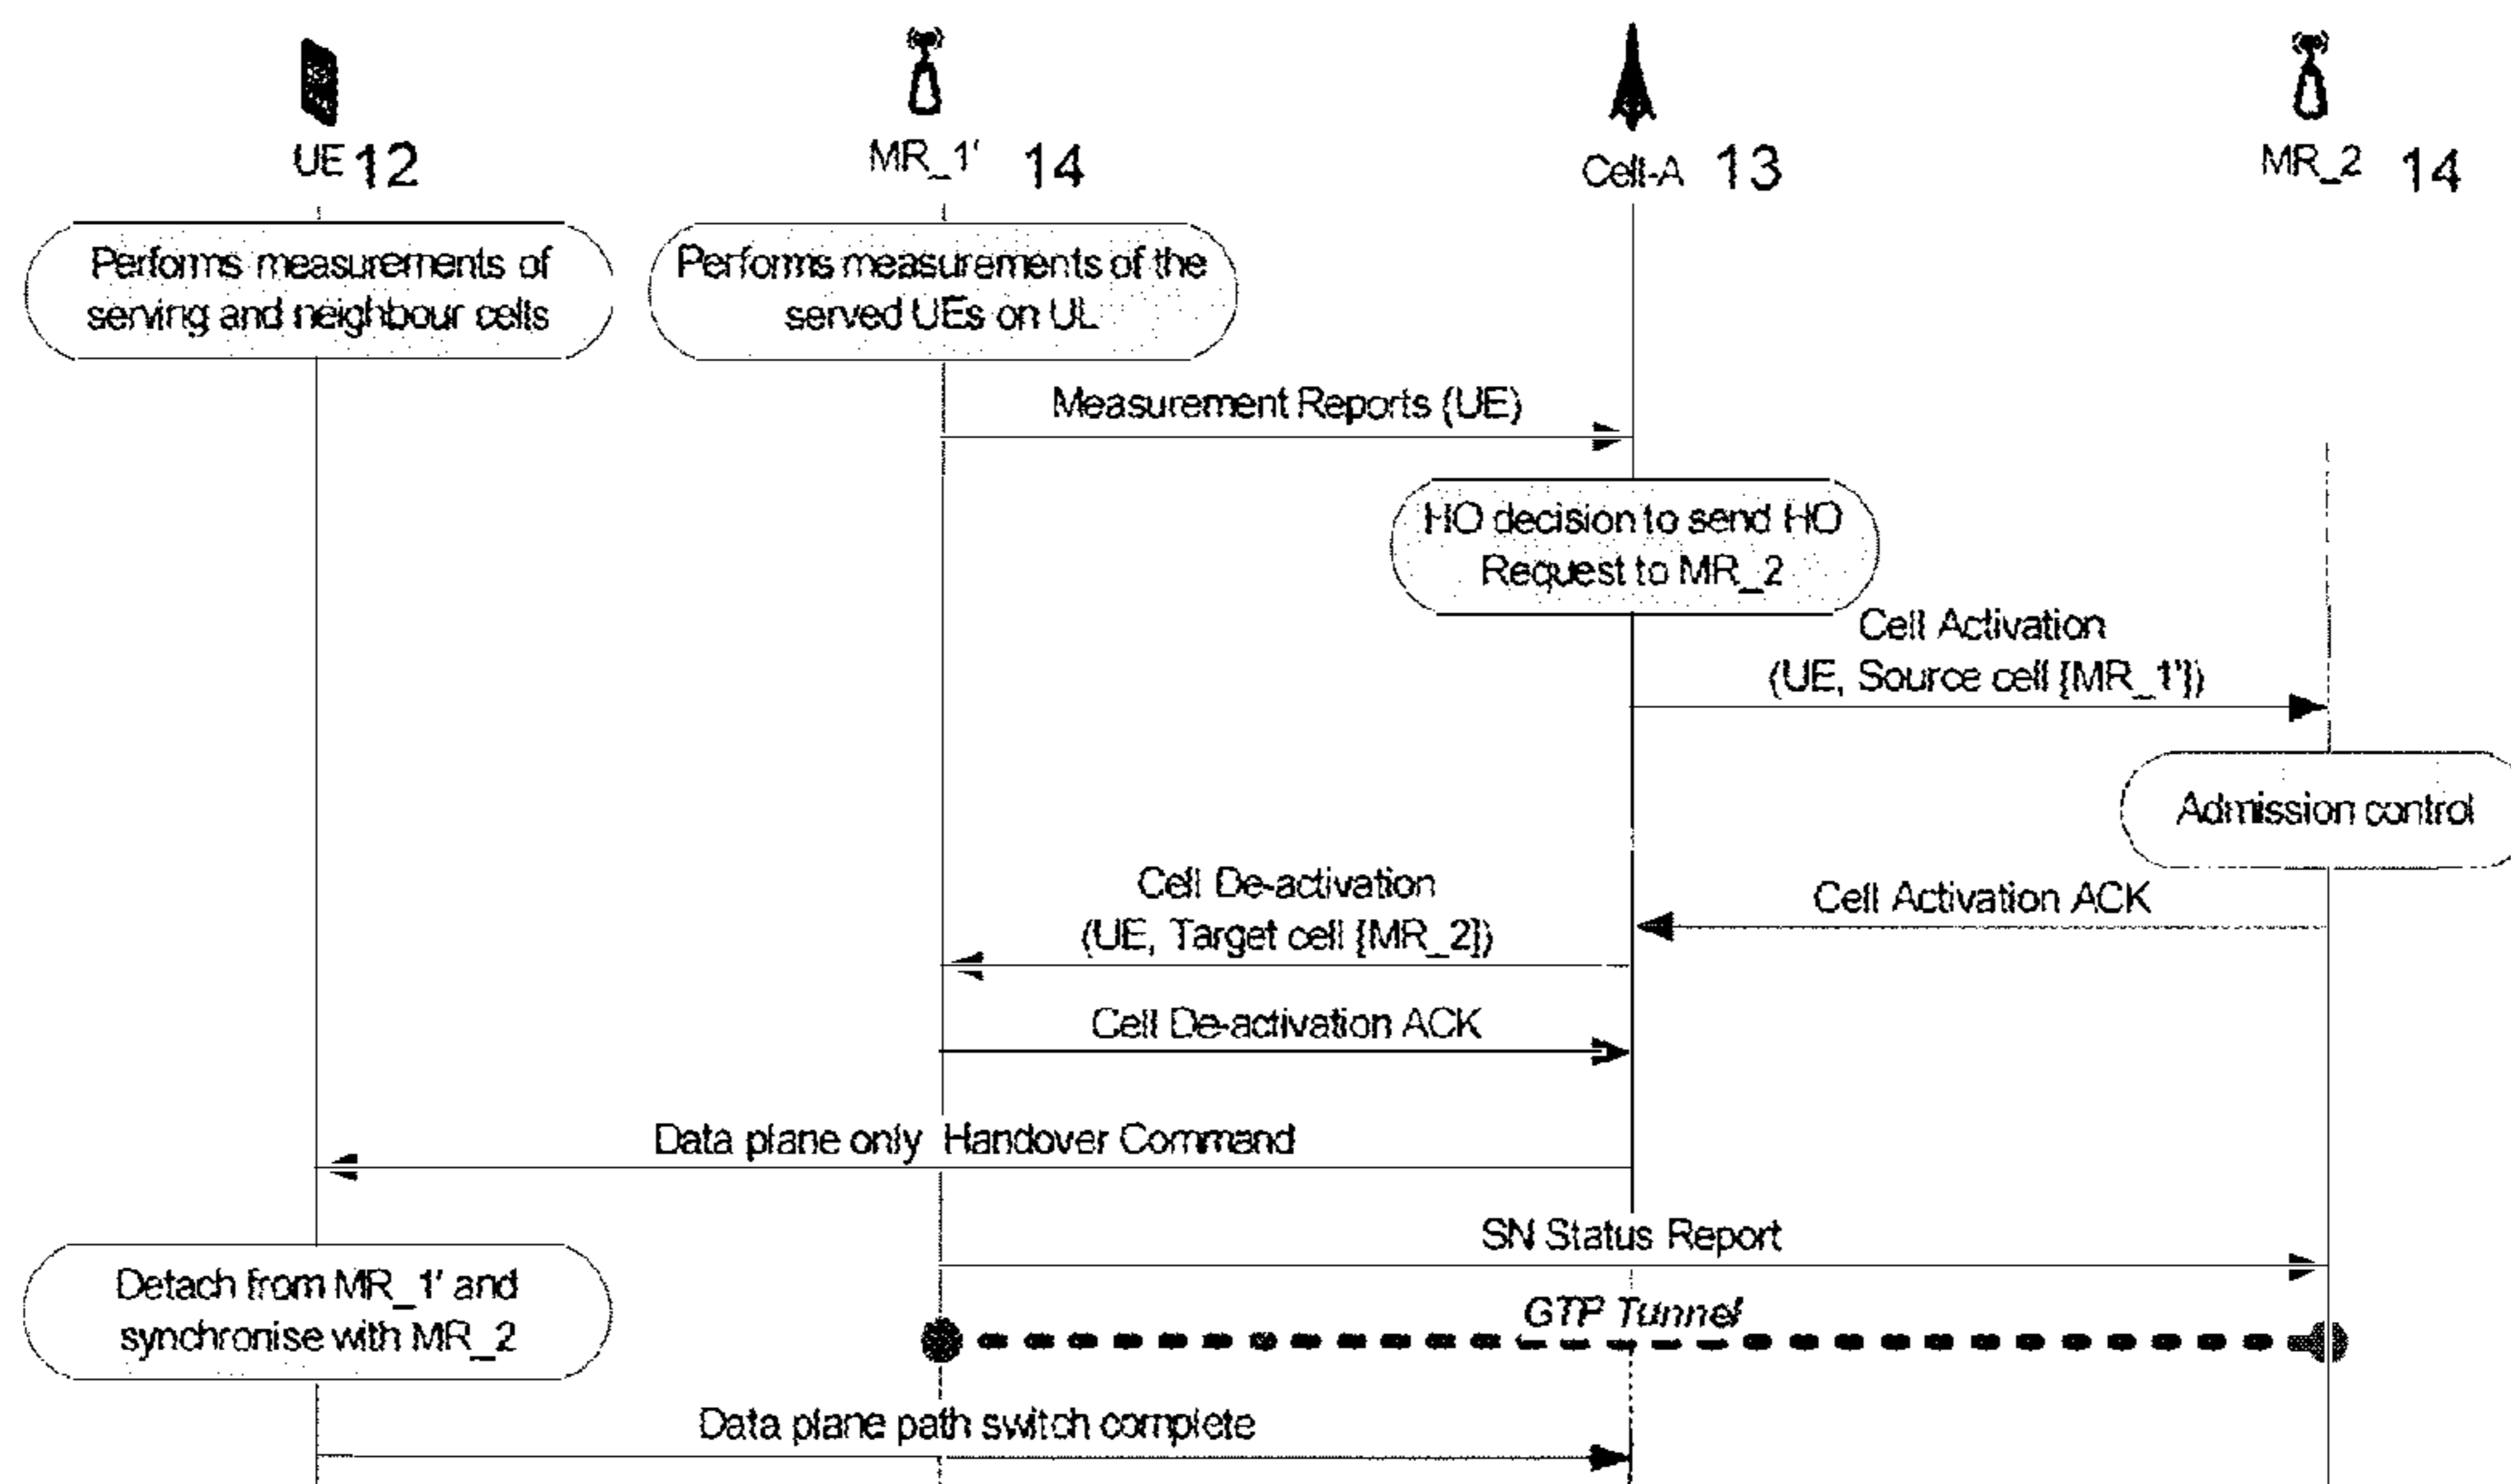 UE 12
MR_1' 14
Cell-A 13
MR_2 14
Performs measurements of
serving and neighbour cells
Performs measurements of the
served UEs on UL
Measurement Reports (UE)
HO decision to send HO
Request to MR_2
Cell Activation
(UE, Source cell [MR_1'])
Admission control
Cell De-activation
(UE, Target cell [MR_2])
Cell Activation ACK
Cell De-activation ACK
Data plane only Handover Command
SN Status Report
Detach from MR_1' and
synchronise with MR_2
GTP Tunnel
Data plane path switch complete